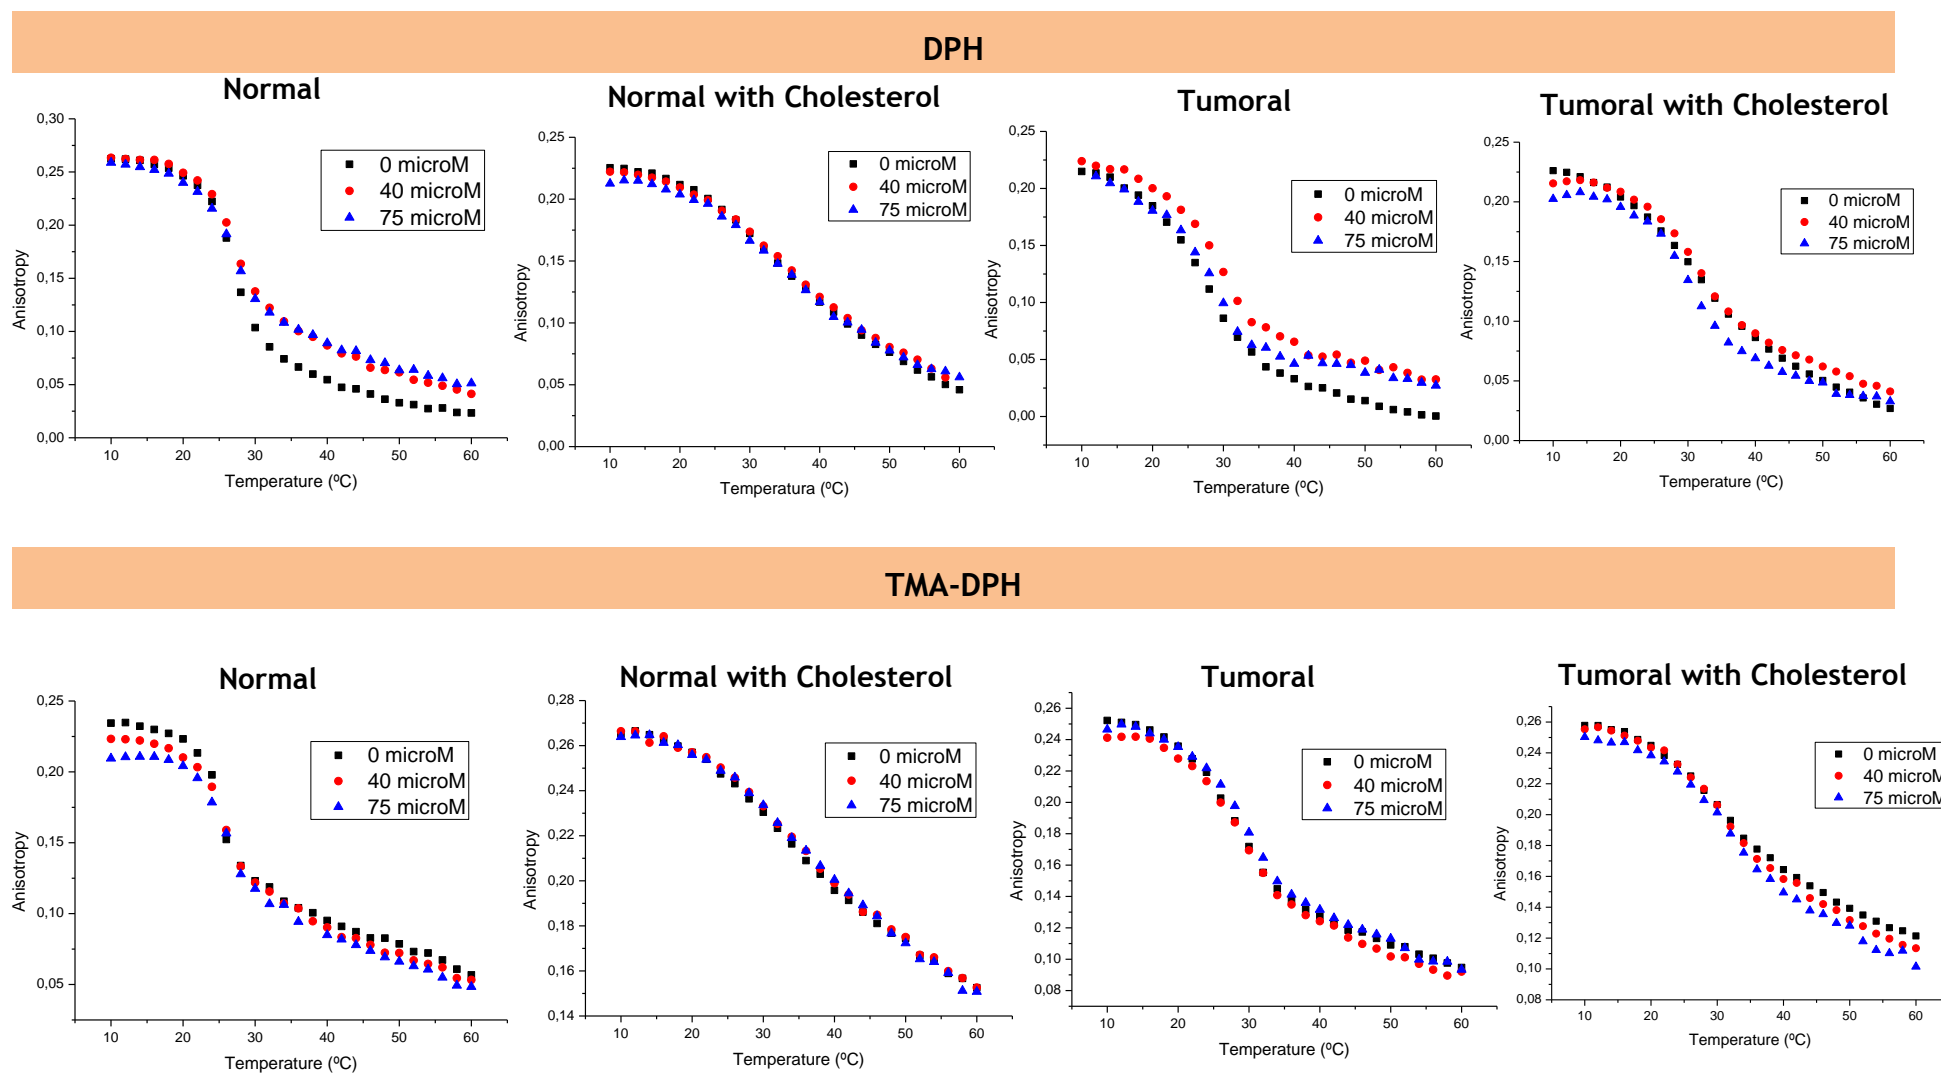 DPH
Normal
Normal with Cholesterol
Tumoral
Tumoral with Cholesterol
0,30
0,25
0,20
0,15
0,10
0,05
0,00
Anisotropy
0 microM
40 microM
75 microM
10 20 30 40 50 60
Temperature (ºC)
0,25
0,20
0,15
0,10
0,05
0,00
Anisotropy
0 microM
40 microM
75 microM
10 20 30 40 50 60
Temperatura (ºC)
0,25
0,20
0,15
0,10
0,05
0,00
Anisotropy
0 microM
40 microM
75 microM
10 20 30 40 50 60
Temperature (ºC)
0,25
0,20
0,15
0,10
0,05
0,00
Anisotropy
0 microM
40 microM
75 microM
10 20 30 40 50 60
Temperature (ºC)
TMA-DPH
Normal
Normal with Cholesterol
Tumoral
Tumoral with Cholesterol
0,25
0,20
0,15
0,10
0,05
Anisotropy
0 microM
40 microM
75 microM
10 20 30 40 50 60
Temperature (ºC)
0,28
0,26
0,24
0,22
0,20
0,18
0,16
0,14
Anisotropy
0 microM
40 microM
75 microM
10 20 30 40 50 60
Temperature (ºC)
0,26
0,24
0,22
0,20
0,18
0,16
0,14
0,12
0,10
0,08
Anisotropy
0 microM
40 microM
75 microM
10 20 30 40 50 60
Temperature (ºC)
0,26
0,24
0,22
0,20
0,18
0,16
0,14
0,12
0,10
0,08
Anisotropy
0 microM
40 microM
75 microM
10 20 30 40 50 60
Temperature (ºC)